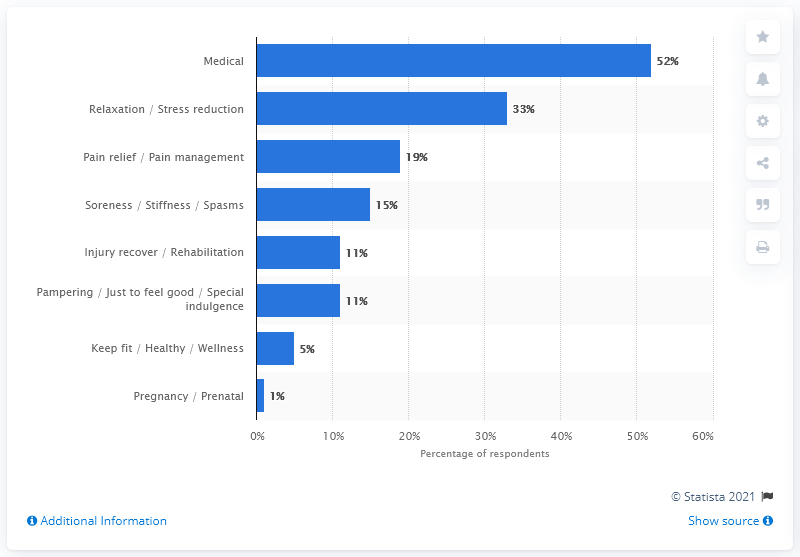 Medical
52%
Relaxation / Stress reduction
33%
Pain relief / Pain management
19%
Soreness / Stiffness / Spasms
15%
Injury recover / Rehabilitation
11%
Pampering / Just to feel good / Special
indulgence
11%
Keep fit / Healthy / Wellness
5%
Pregnancy / Prenatal
1%
0% 10% 20% 30% 40% 50% 60%
Percentage of respondents
© Statista 2021
Additional Information
Show source